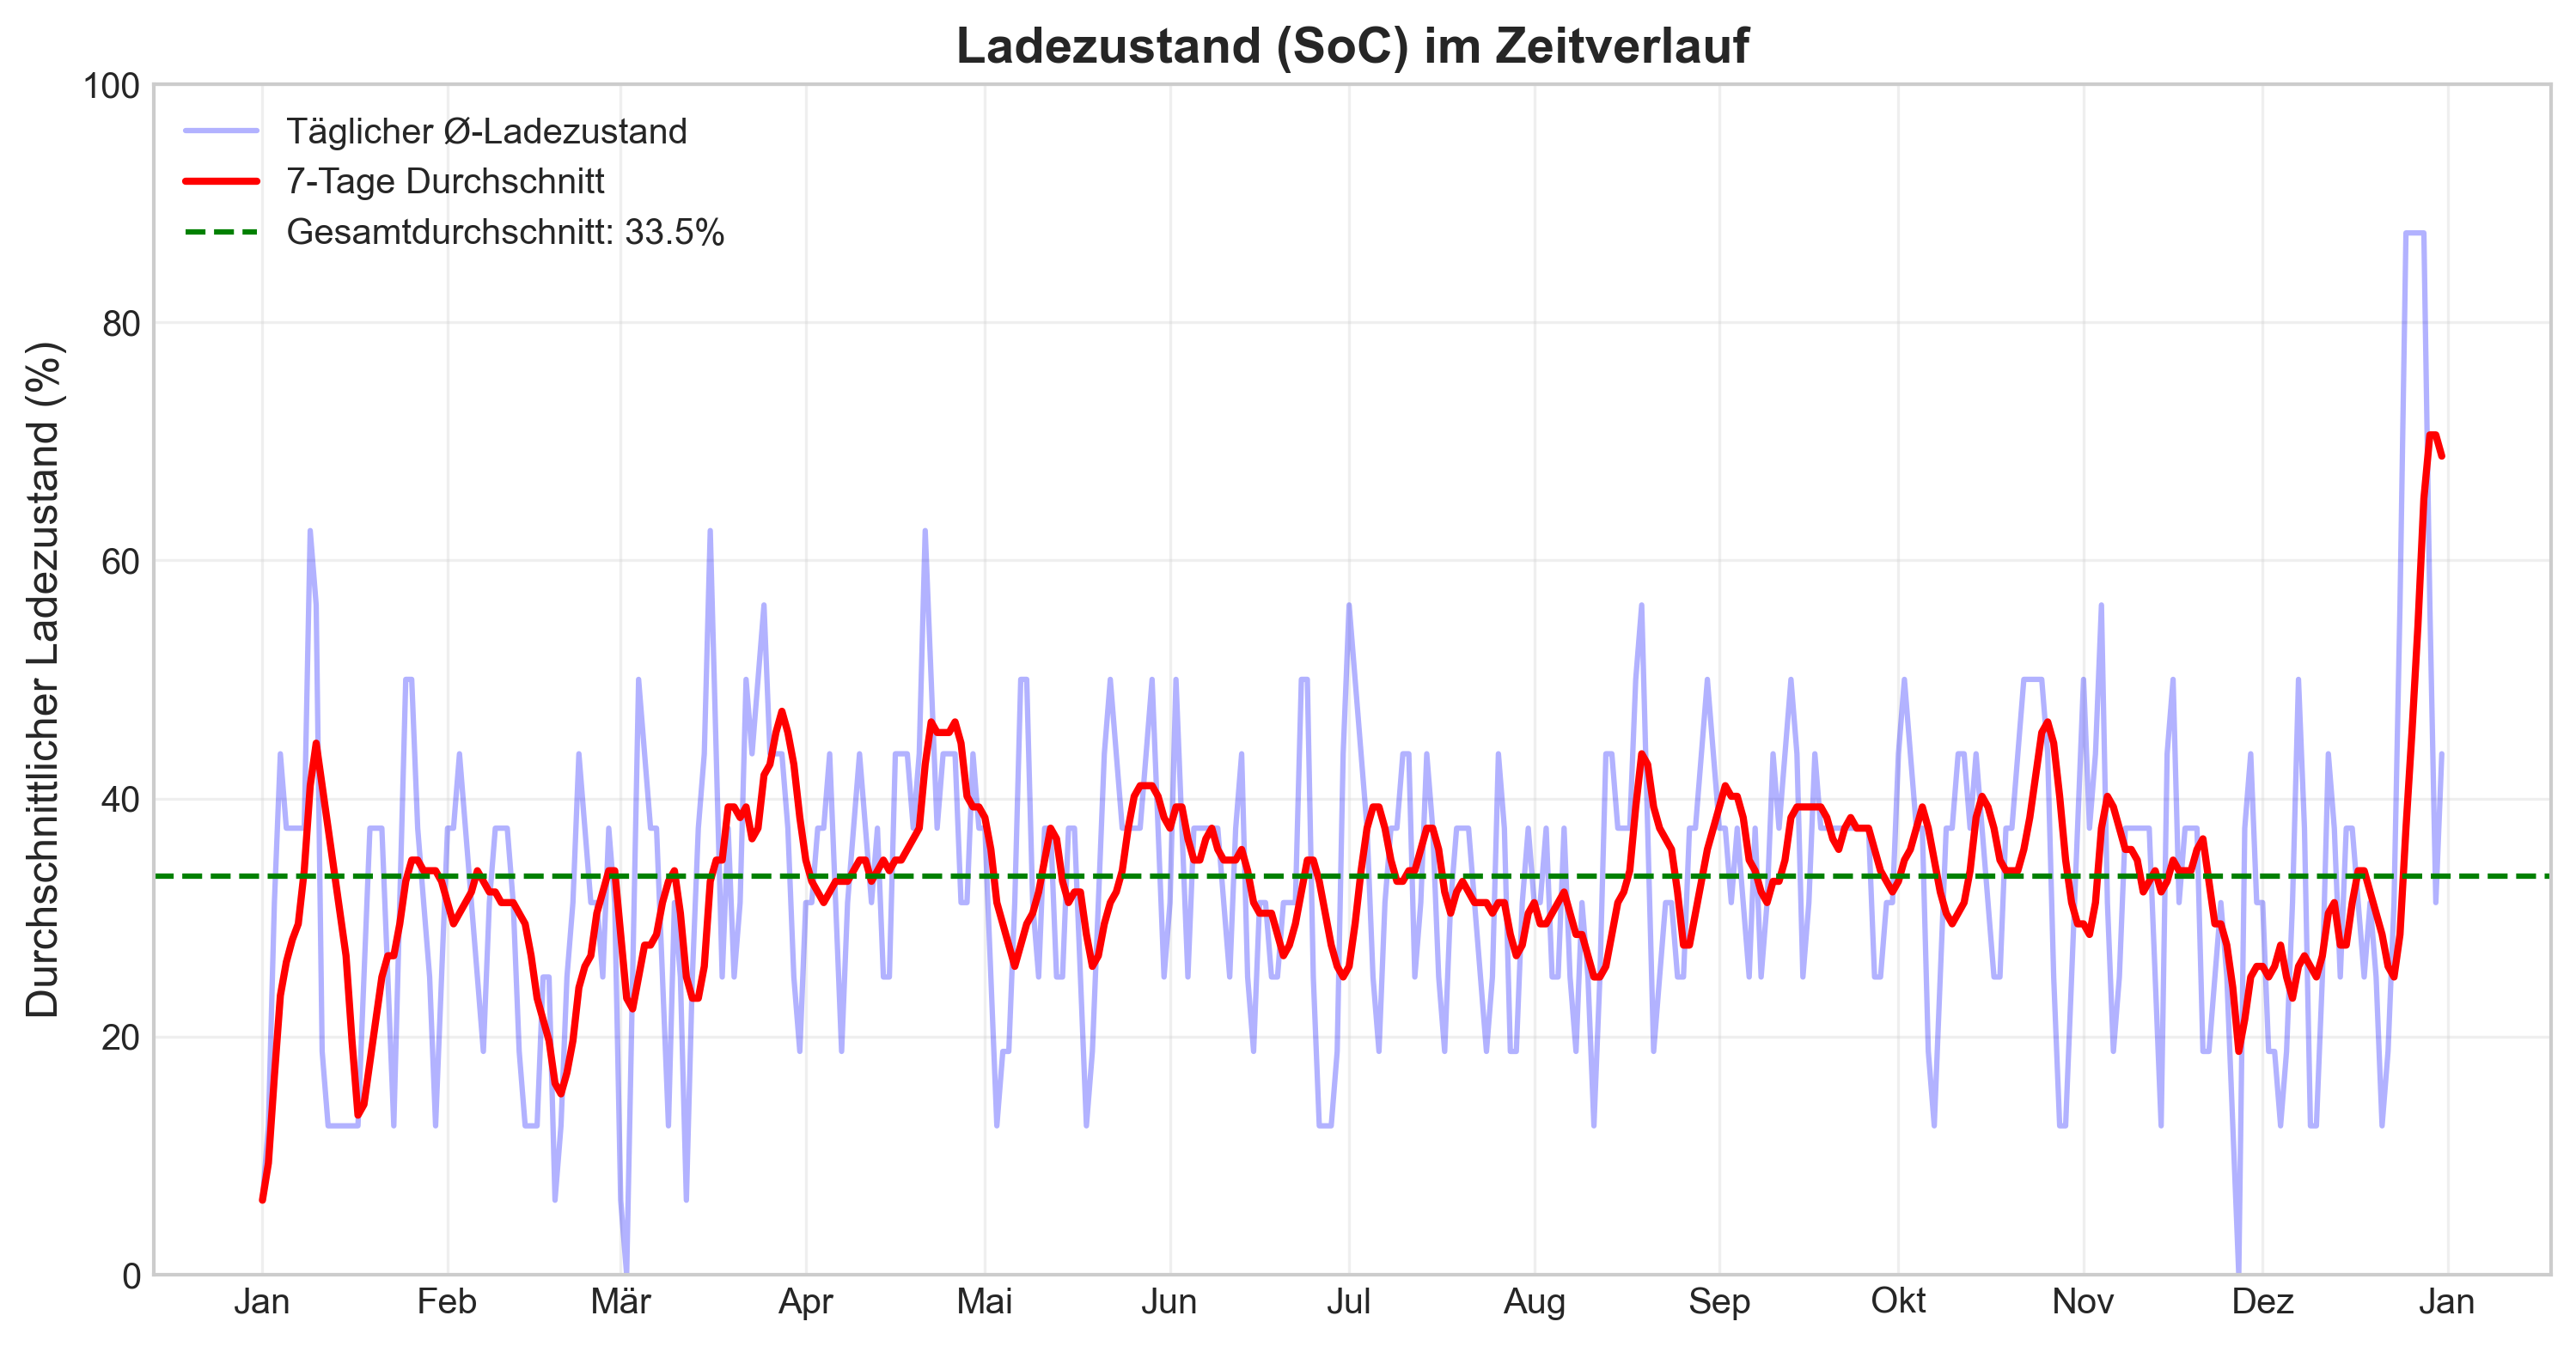 Ladezustand (SoC) im Zeitverlauf
Durchschnittlicher Ladezustand (%)
100
80
60
40
20
0
Täglicher Ø-Ladezustand
7-Tage Durchschnitt
Gesamtdurchschnitt: 33.5%
Jan Feb Mär Apr Mai Jun Jul Aug Sep Okt Nov Dez Jan